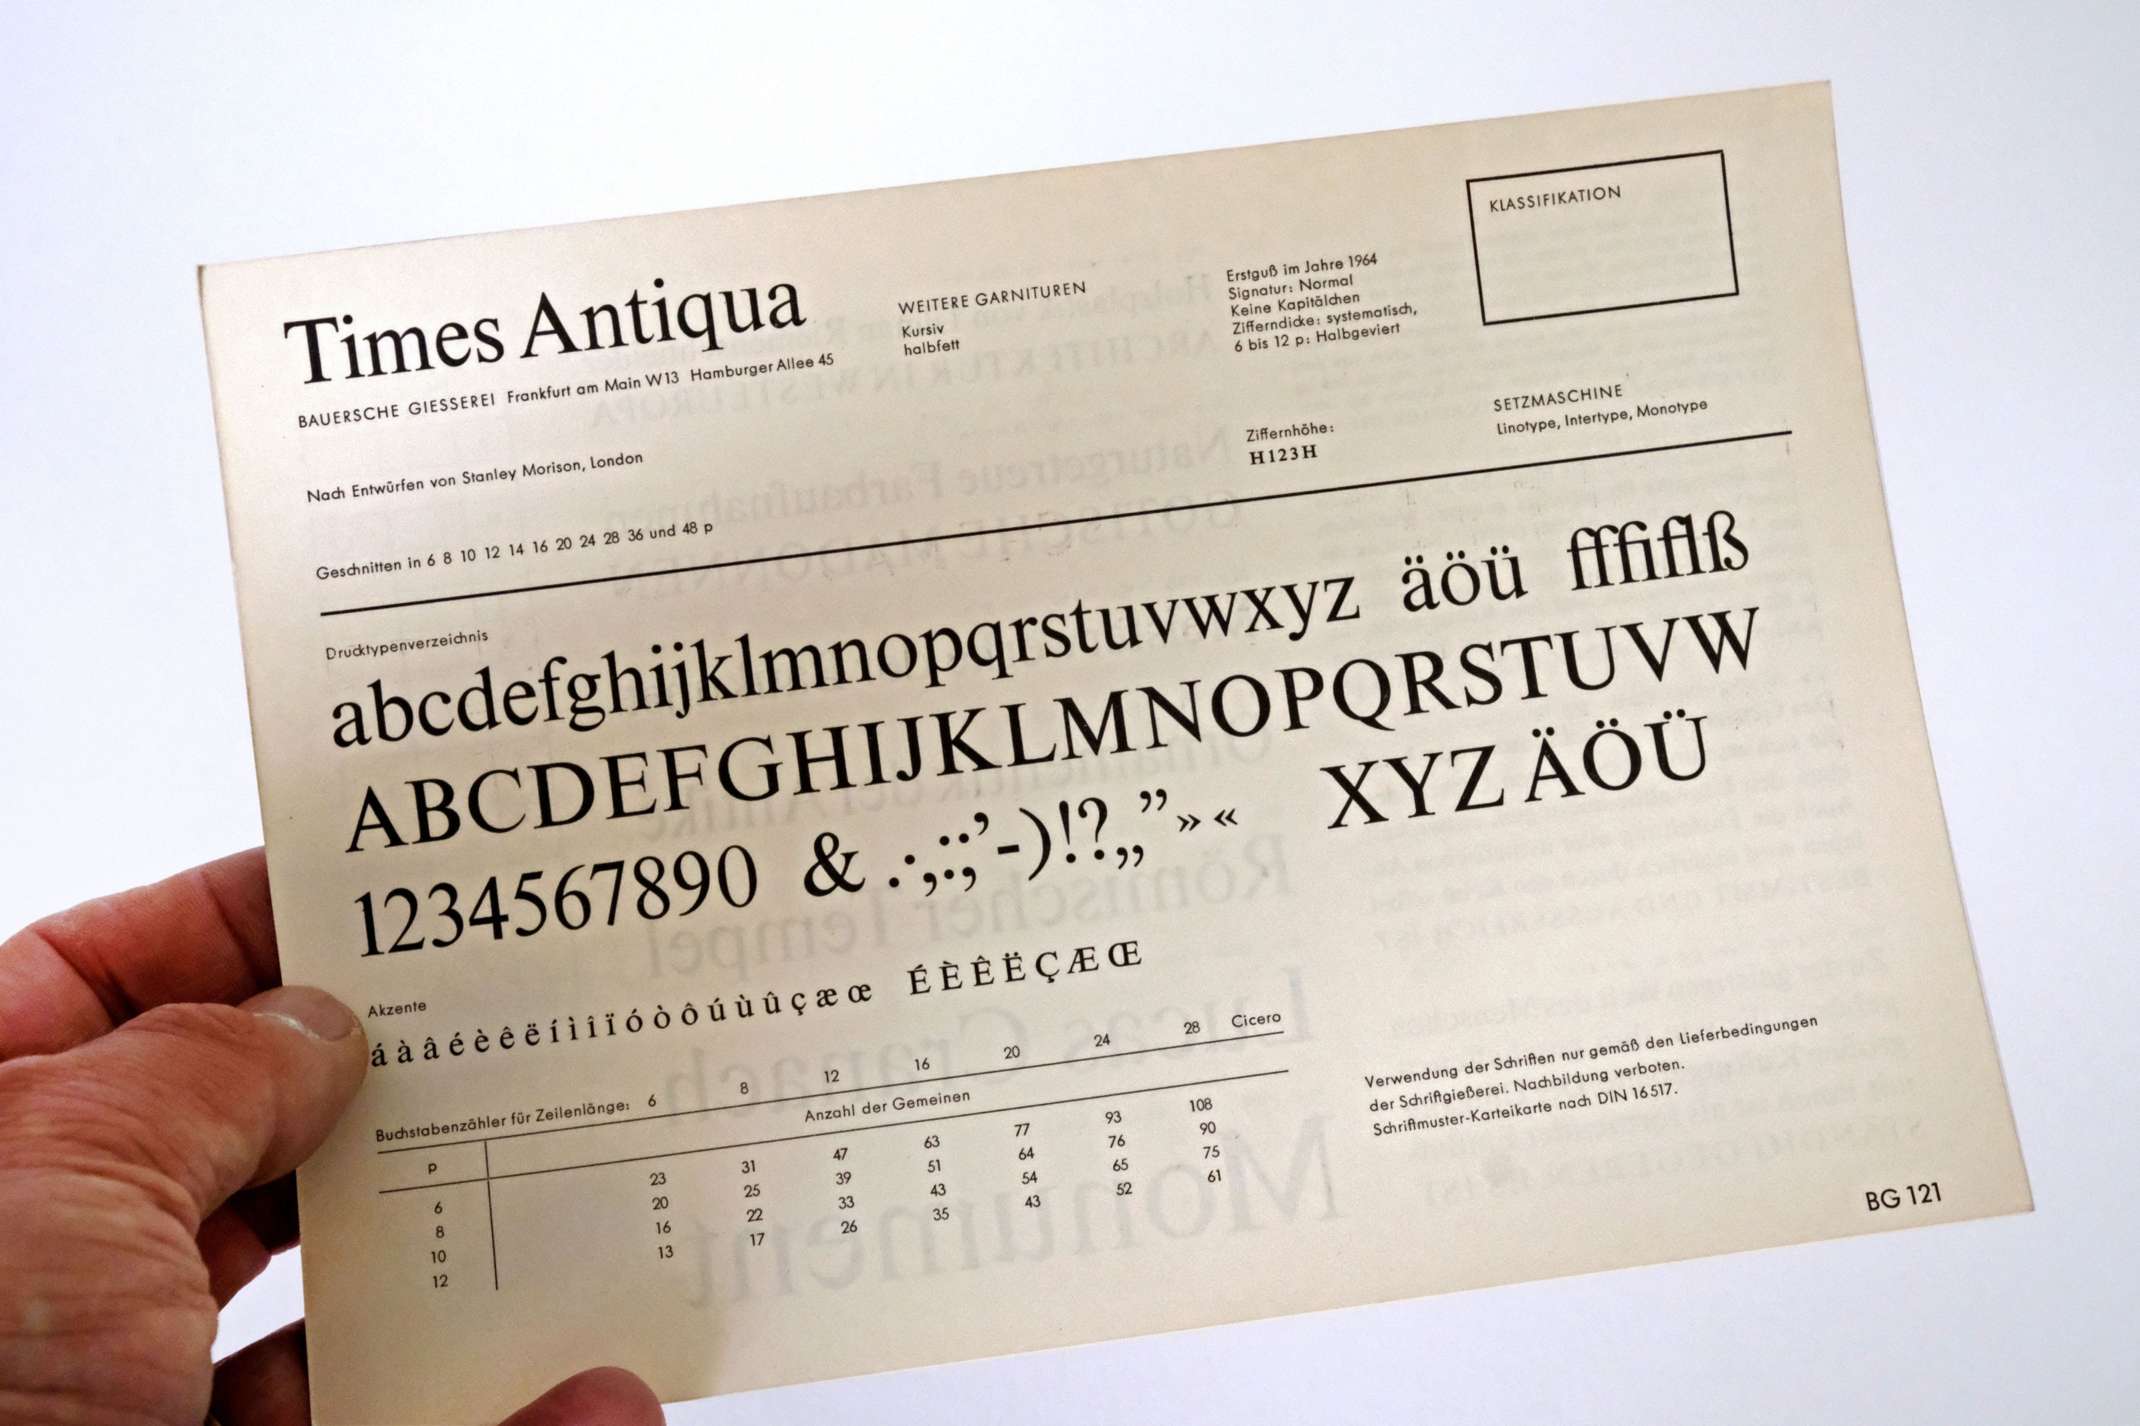 Times Antiqua
BAUERSCHE GIESSEREI Frankfurt am Main W13 Hamburger Allee 45
Nach Entwürfen von Stanley Morison, London
Geschnitten in 6 8 10 12 14 16 20 24 28 36 und 48 p
WEITERE GARNITUREN
Kursiv
halbfett
Erstguß im Jahre 1964
Signatur: Normal
Keine Kapitälchen
Zifferndicke: systematisch,
6 bis 12 p: Halbgeviert
Ziffernhöhe:
H123H
KLASSIFIKATION
SETZMASCHINE
Linotype, Intertype, Monotype
Drucktypenverzeichnis
abcdefghijklmnopqrstuvwxyz äöü fffiflß
ABCDEFGHIJKLMNOPQRSTUVW
1234567890 & .·,:;’-)!?„”»« XYZ ÄÖÜ
Akzente
á à â é è ê ë í ì î ï ó ò ô ú ù û ç æ œ É È Ê Ë Ç Æ Œ
Buchstabenzähler für Zeilenlänge: 6 8 12 16 20 24 28 Cicero
p Anzahl der Gemeinen
6 23 31 47 63 77 93 108
8 20 25 39 51 64 76 90
10 16 22 33 43 54 65 75
12 13 17 26 35 43 52 61
Verwendung der Schriften nur gemäß den Lieferbedingungen
der Schriftgießerei. Nachbildung verboten.
Schriftmuster-Karteikarte nach DIN 16517.
BG 121